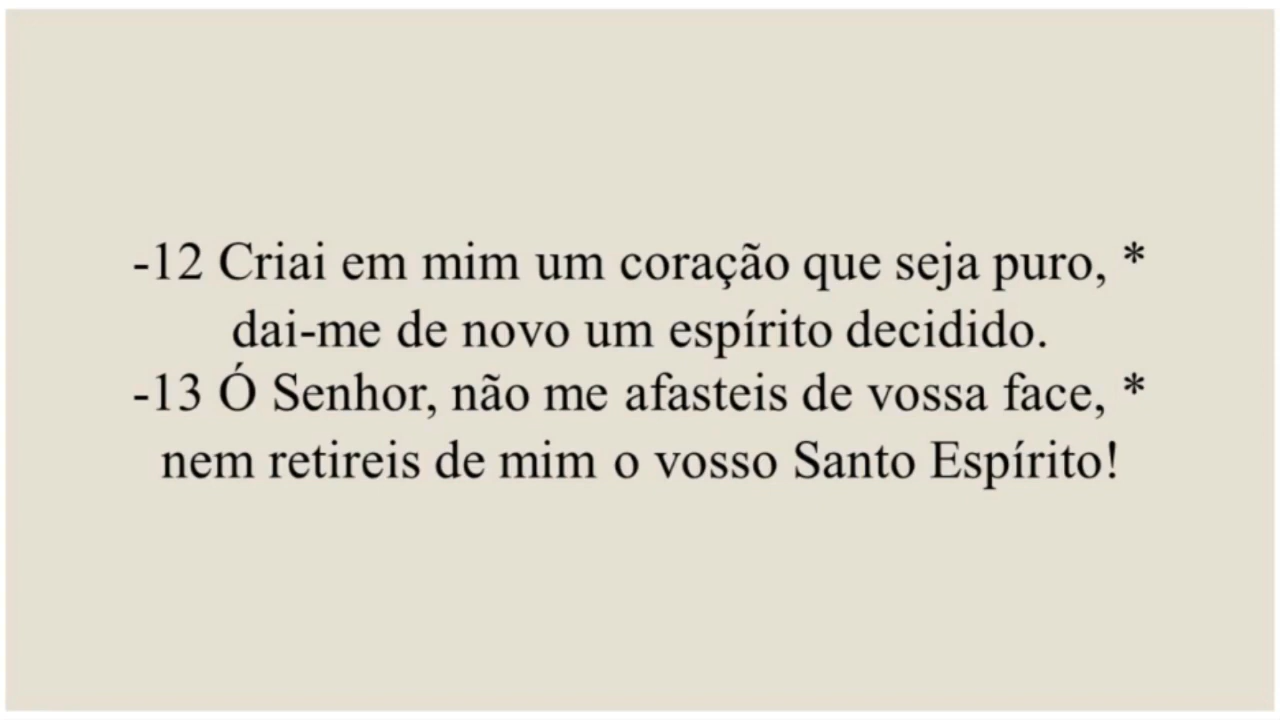 -12 Criai em mim um coração que seja puro, *
dai-me de novo um espírito decidido.
-13 Ó Senhor, não me afasteis de vossa face, *
nem retireis de mim o vosso Santo Espírito!